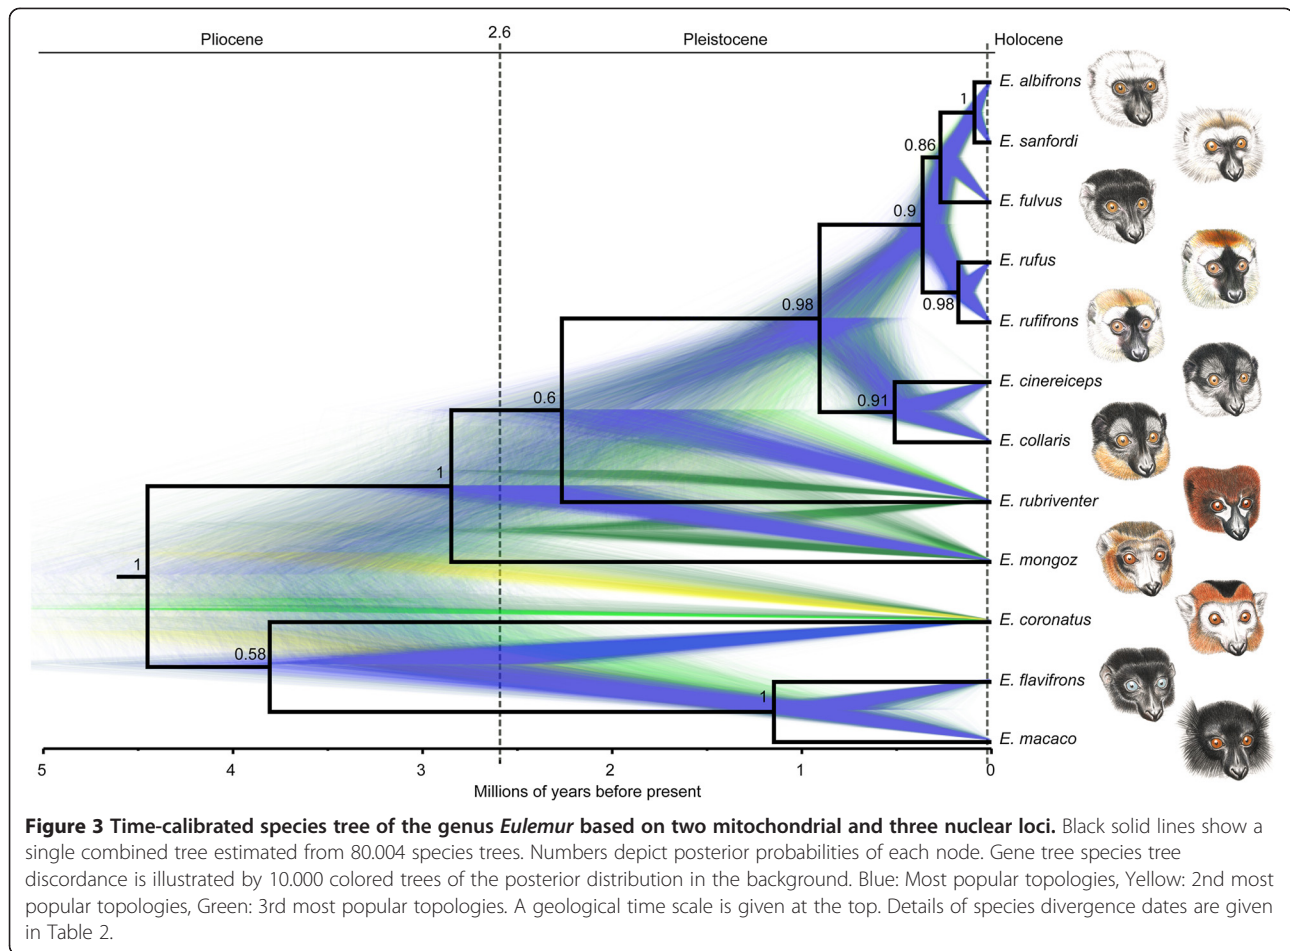 2.6
Pliocene
Pleistocene
Holocene
E. albifrons
1
E. sanfordi
0.86
E. fulvus
0.9
E. rufus
0.98
0.98
E. rufifrons
E. cinereiceps
0.6
0.91
E. collaris
1
E. rubriventer
E. mongoz
1
E. coronatus
0.58
E. flavifrons
1
E. macaco
5 4 3 2 1 0
Millions of years before present
Figure 3 Time-calibrated species tree of the genus Eulemur based on two mitochondrial and three nuclear loci. Black solid lines show a
single combined tree estimated from 80.004 species trees. Numbers depict posterior probabilities of each node. Gene tree species tree
discordance is illustrated by 10.000 colored trees of the posterior distribution in the background. Blue: Most popular topologies, Yellow: 2nd most
popular topologies, Green: 3rd most popular topologies. A geological time scale is given at the top. Details of species divergence dates are given
in Table 2.